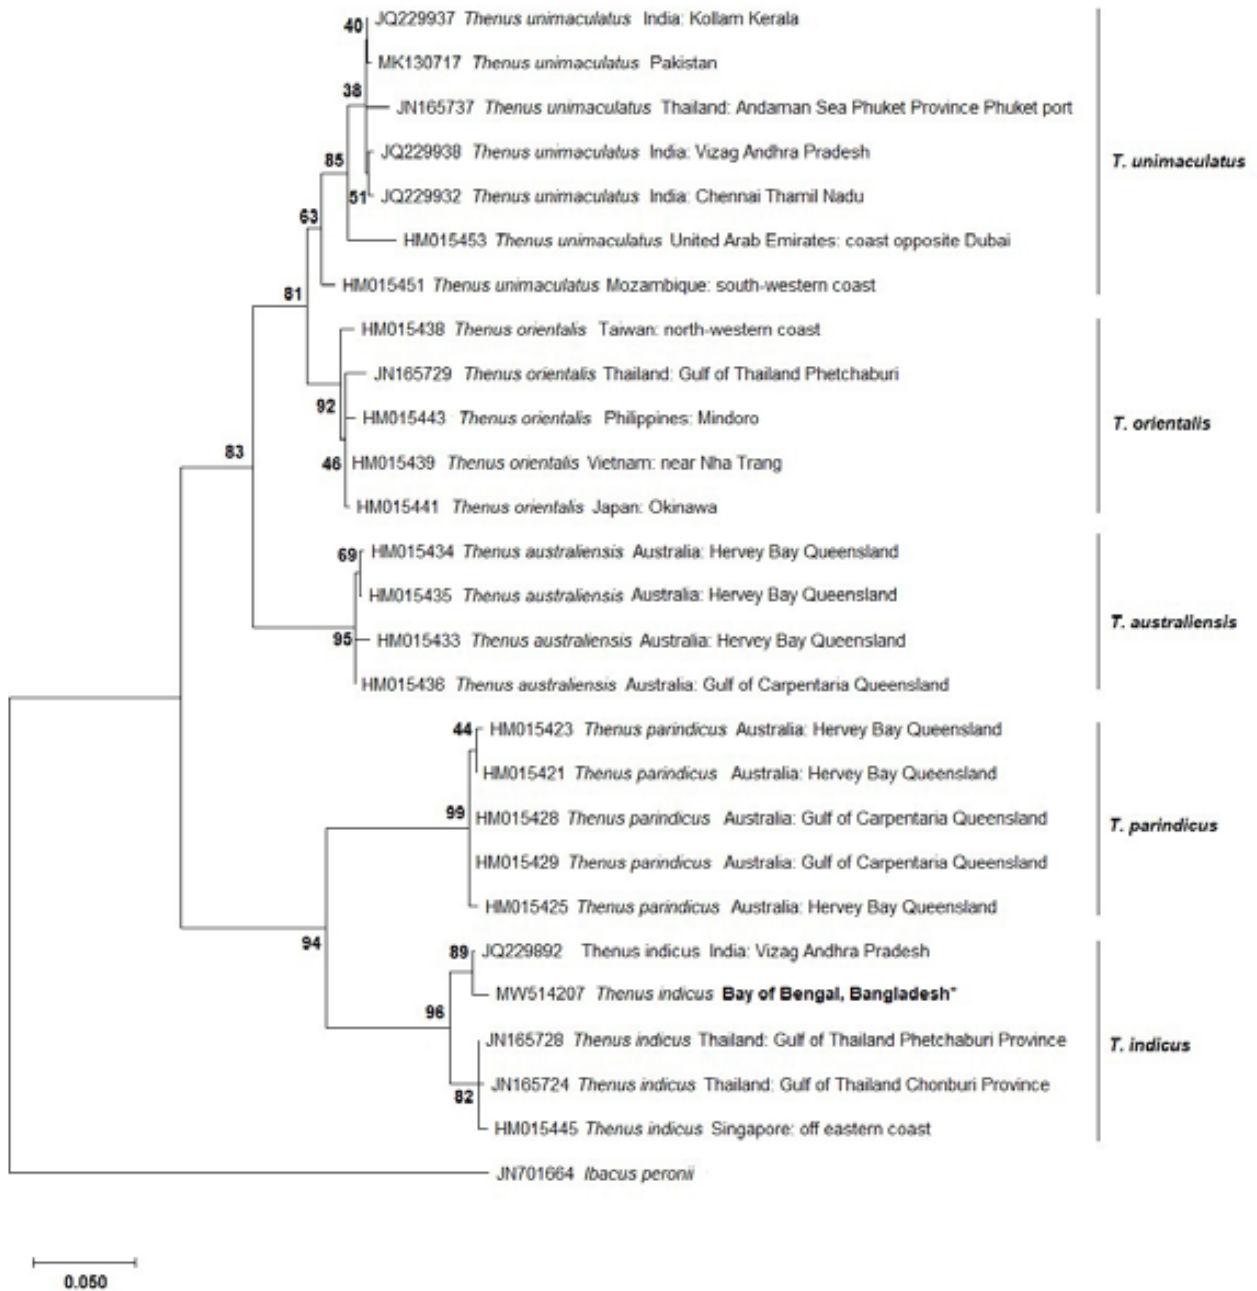 40 JQ229937 Thenus unimaculatus India: Kollam Kerala
MK130717 Thenus unimaculatus Pakistan
38
JN165737 Thenus unimaculatus Thailand: Andaman Sea Phuket Province Phuket port
JQ229938 Thenus unimaculatus India: Vizag Andhra Pradesh
85
T. unimaculatus
51 JQ229932 Thenus unimaculatus India: Chennai Thamil Nadu
63
HM015453 Thenus unimaculatus United Arab Emirates: coast opposite Dubai
HM015451 Thenus unimaculatus Mozambique: south-western coast
81
HM015438 Thenus orientalis Taiwan: north-western coast
JN165729 Thenus orientalis Thailand: Gulf of Thailand Phetchaburi
92
HM015443 Thenus orientalis Philippines: Mindoro
T. orientalis
83
46 HM015439 Thenus orientalis Vietnam: near Nha Trang
HM015441 Thenus orientalis Japan: Okinawa
69 HM015434 Thenus australiensis Australia: Hervey Bay Queensland
HM015435 Thenus australiensis Australia: Hervey Bay Queensland
T. australiensis
95 HM015433 Thenus australiensis Australia: Hervey Bay Queensland
HM015436 Thenus australiensis Australia: Gulf of Carpentaria Queensland
44 HM015423 Thenus parindicus Australia: Hervey Bay Queensland
HM015421 Thenus parindicus Australia: Hervey Bay Queensland
99 HM015428 Thenus parindicus Australia: Gulf of Carpentaria Queensland
T. parindicus
HM015429 Thenus parindicus Australia: Gulf of Carpentaria Queensland
HM015425 Thenus parindicus Australia: Hervey Bay Queensland
94
89 JQ229892 Thenus indicus India: Vizag Andhra Pradesh
MW514207 Thenus indicus Bay of Bengal, Bangladesh*
96
JN165728 Thenus indicus Thailand: Gulf of Thailand Phetchaburi Province
T. indicus
JN165724 Thenus indicus Thailand: Gulf of Thailand Chonburi Province
82
HM015445 Thenus indicus Singapore: off eastern coast
JN701664 Ibacus peronii
0.050